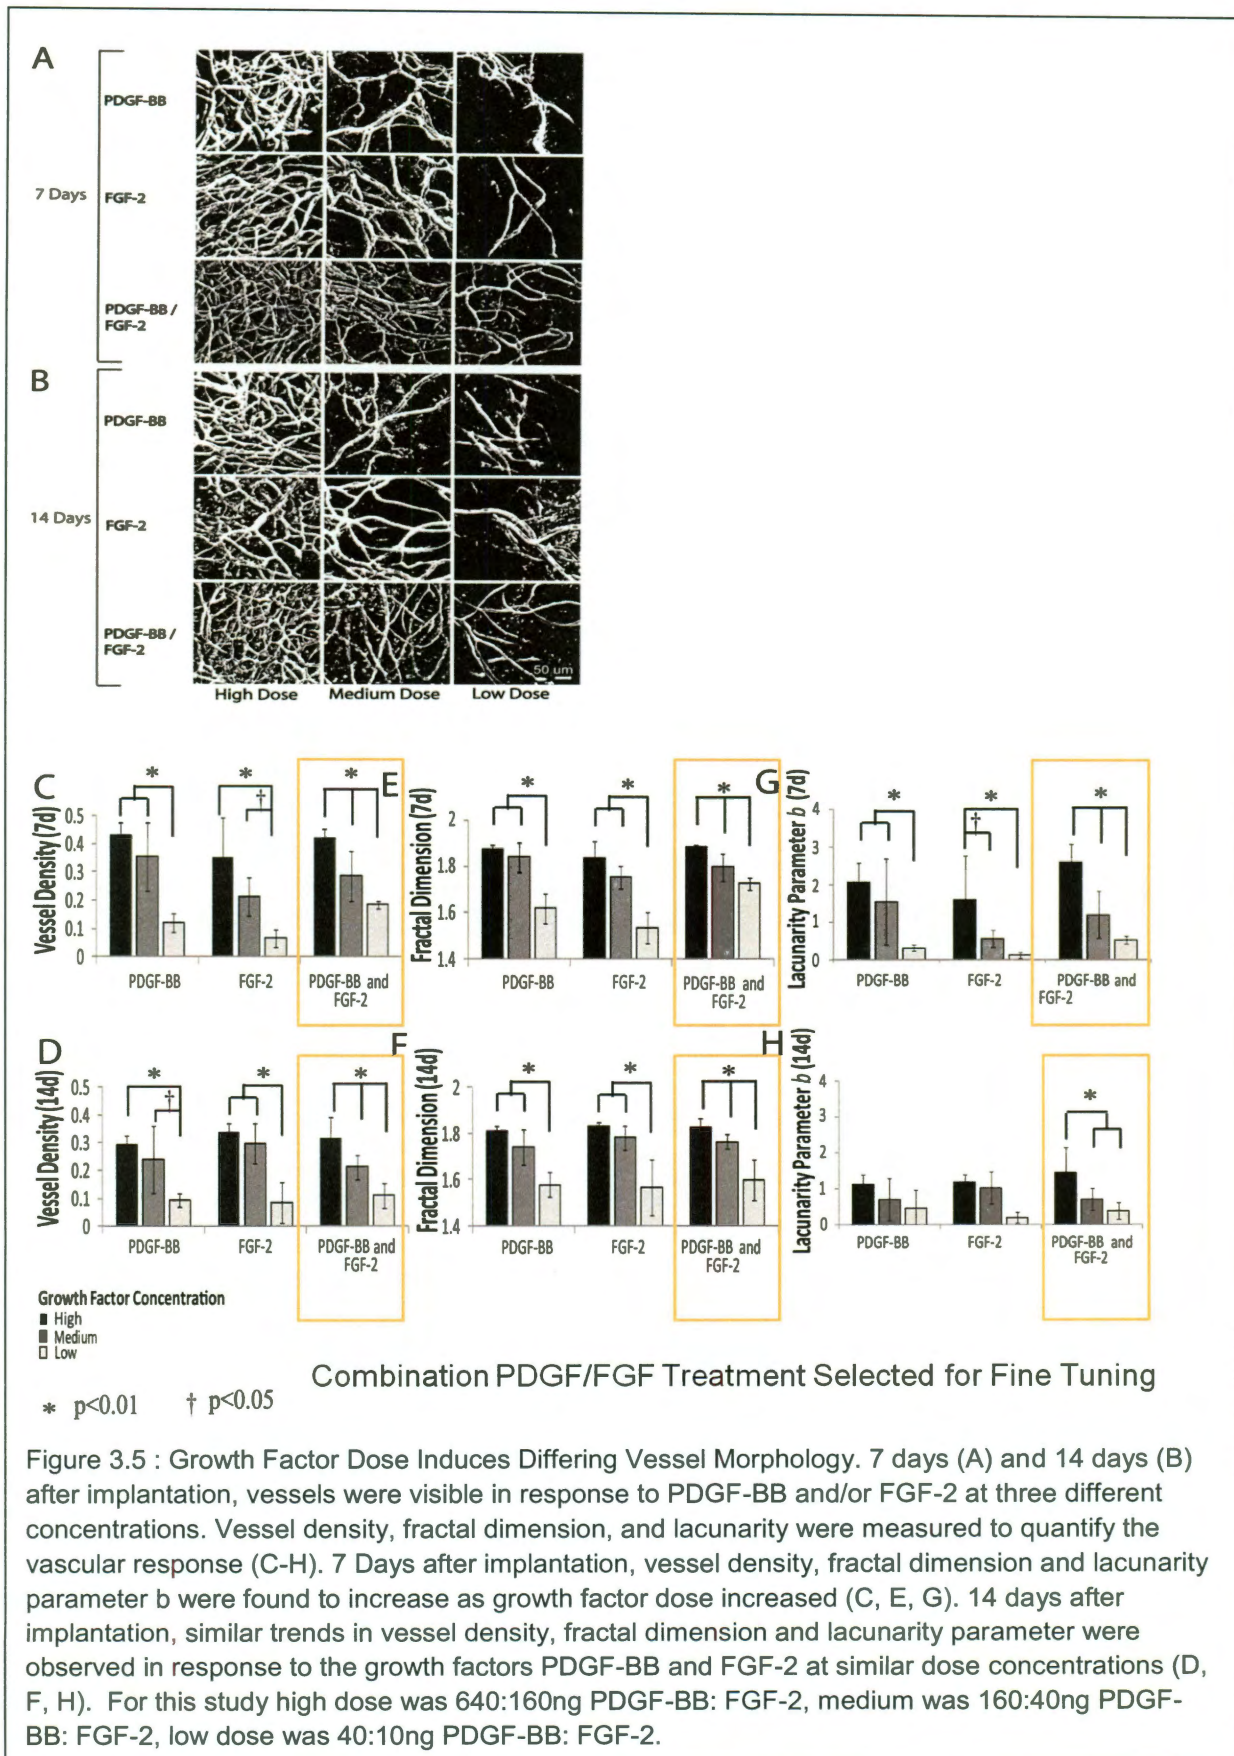 A
7 Days
PDGF-BB
FGF-2
PDGF-BB /
FGF-2
B
14 Days
PDGF-BB
FGF-2
PDGF-BB /
FGF-2
50 um
High Dose Medium Dose Low Dose
C
Vessel Density (7d)
0.5
0.4
0.3
0.2
0.1
0
* * † *
PDGF-BB FGF-2 PDGF-BB and
FGF-2
E
Fractal Dimension (7d)
2
1.8
1.6
1.4
* * *
PDGF-BB FGF-2 PDGF-BB and
FGF-2
G
Lacunarity Parameter b (7d)
4
3
2
1
0
* † * *
PDGF-BB FGF-2 PDGF-BB and
FGF-2
D
Vessel Density (14d)
0.5
0.4
0.3
0.2
0.1
0
* † * *
PDGF-BB FGF-2 PDGF-BB and
FGF-2
F
Fractal Dimension (14d)
2
1.8
1.6
1.4
* * *
PDGF-BB FGF-2 PDGF-BB and
FGF-2
H
Lacunarity Parameter b (14d)
4
3
2
1
0
*
PDGF-BB FGF-2 PDGF-BB and
FGF-2
Growth Factor Concentration
High
Medium
Low
* p<0.01 † p<0.05
Combination PDGF/FGF Treatment Selected for Fine Tuning
Figure 3.5 : Growth Factor Dose Induces Differing Vessel Morphology. 7 days (A) and 14 days (B)
after implantation, vessels were visible in response to PDGF-BB and/or FGF-2 at three different
concentrations. Vessel density, fractal dimension, and lacunarity were measured to quantify the
vascular response (C-H). 7 Days after implantation, vessel density, fractal dimension and lacunarity
parameter b were found to increase as growth factor dose increased (C, E, G). 14 days after
implantation, similar trends in vessel density, fractal dimension and lacunarity parameter were
observed in response to the growth factors PDGF-BB and FGF-2 at similar dose concentrations (D,
F, H). For this study high dose was 640:160ng PDGF-BB: FGF-2, medium was 160:40ng PDGF-
BB: FGF-2, low dose was 40:10ng PDGF-BB: FGF-2.